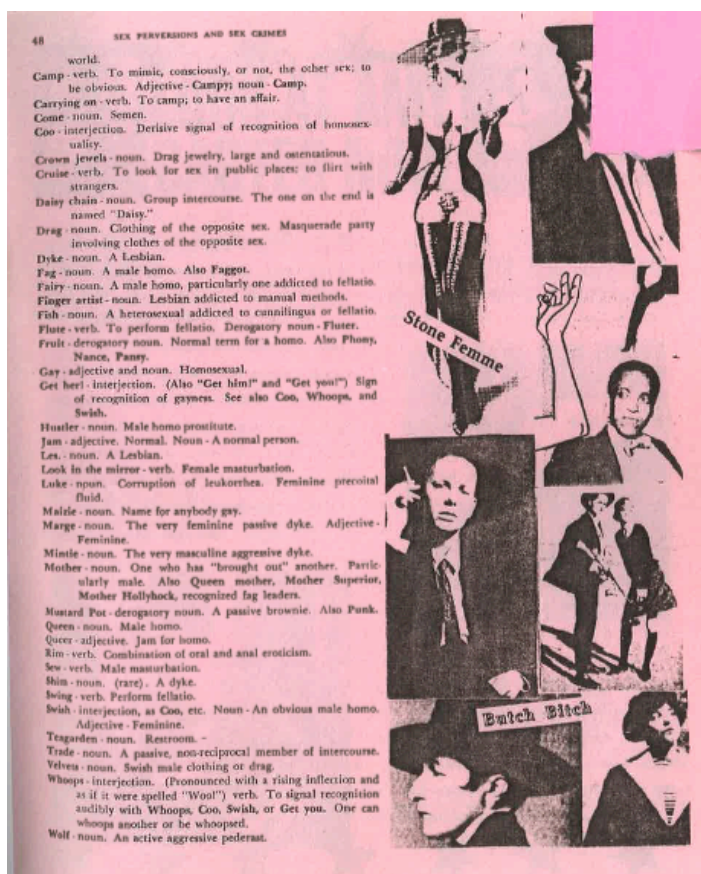 48
SEX PERVERSIONS AND SEX CRIMES
world.
Camp - verb. To mimic, consciously, or not, the other sex; to
be obvious. Adjective - Campy; noun - Camp.
Carrying on - verb. To camp; to have an affair.
Come - noun. Semen.
Coo - interjection. Derisive signal of recognition of homosex-
uality.
Crown jewels - noun. Drag jewelry, large and ostentatious.
Cruise - verb. To look for sex in public places; to flirt with
strangers.
Daisy chain - noun. Group intercourse. The one on the end is
named "Daisy."
Drag - noun. Clothing of the opposite sex. Masquerade party
involving clothes of the opposite sex.
Dyke - noun. A Lesbian.
Fag - noun. A male homo. Also Faggot.
Fairy - noun. A male homo, particularly one addicted to fellatio.
Finger artist - noun. Lesbian addicted to manual methods.
Fish - noun. A heterosexual addicted to cunnilingus or fellatio.
Flute - verb. To perform fellatio. Derogatory noun - Fluter.
Fruit - derogatory noun. Normal term for a homo. Also Phony,
Nance, Pansy.
Gay - adjective and noun. Homosexual.
Get her! - interjection. (Also "Get him!" and "Get you!") Sign
of recognition of gayness. See also Coo, Whoops, and
Swish.
Hustler - noun. Male homo prostitute.
Jam - adjective. Normal. Noun - A normal person.
Les. - noun. A Lesbian.
Look in the mirror - verb. Female masturbation.
Luke - noun. Corruption of leukorrhea. Feminine precoital
fluid.
Maizie - noun. Name for anybody gay.
Marge - noun. The very feminine passive dyke. Adjective -
Feminine.
Mintie - noun. The very masculine aggressive dyke.
Mother - noun. One who has "brought out" another. Partic-
ularly male. Also Queen mother, Mother Superior,
Mother Hollyhock, recognized fag leaders.
Mustard Pot - derogatory noun. A passive brownie. Also Punk.
Queen - noun. Male homo.
Queer - adjective. Jam for homo.
Rim - verb. Combination of oral and anal eroticism.
Sew - verb. Male masturbation.
Shim - noun. (rare). A dyke.
Swing - verb. Perform fellatio.
Swish - interjection, as Coo, etc. Noun - An obvious male homo.
Adjective - Feminine.
Teagarden - noun. Restroom. -
Trade - noun. A passive, non-reciprocal member of intercourse.
Velvets - noun. Swish male clothing or drag.
Whoops - interjection. (Pronounced with a rising inflection and
as if it were spelled "Woo!") verb. To signal recognition
audibly with Whoops, Coo, Swish, or Get you. One can
whoops another or be whoopsed.
Wolf - noun. An active aggressive pederast.
Stone Femme
Butch Bitch